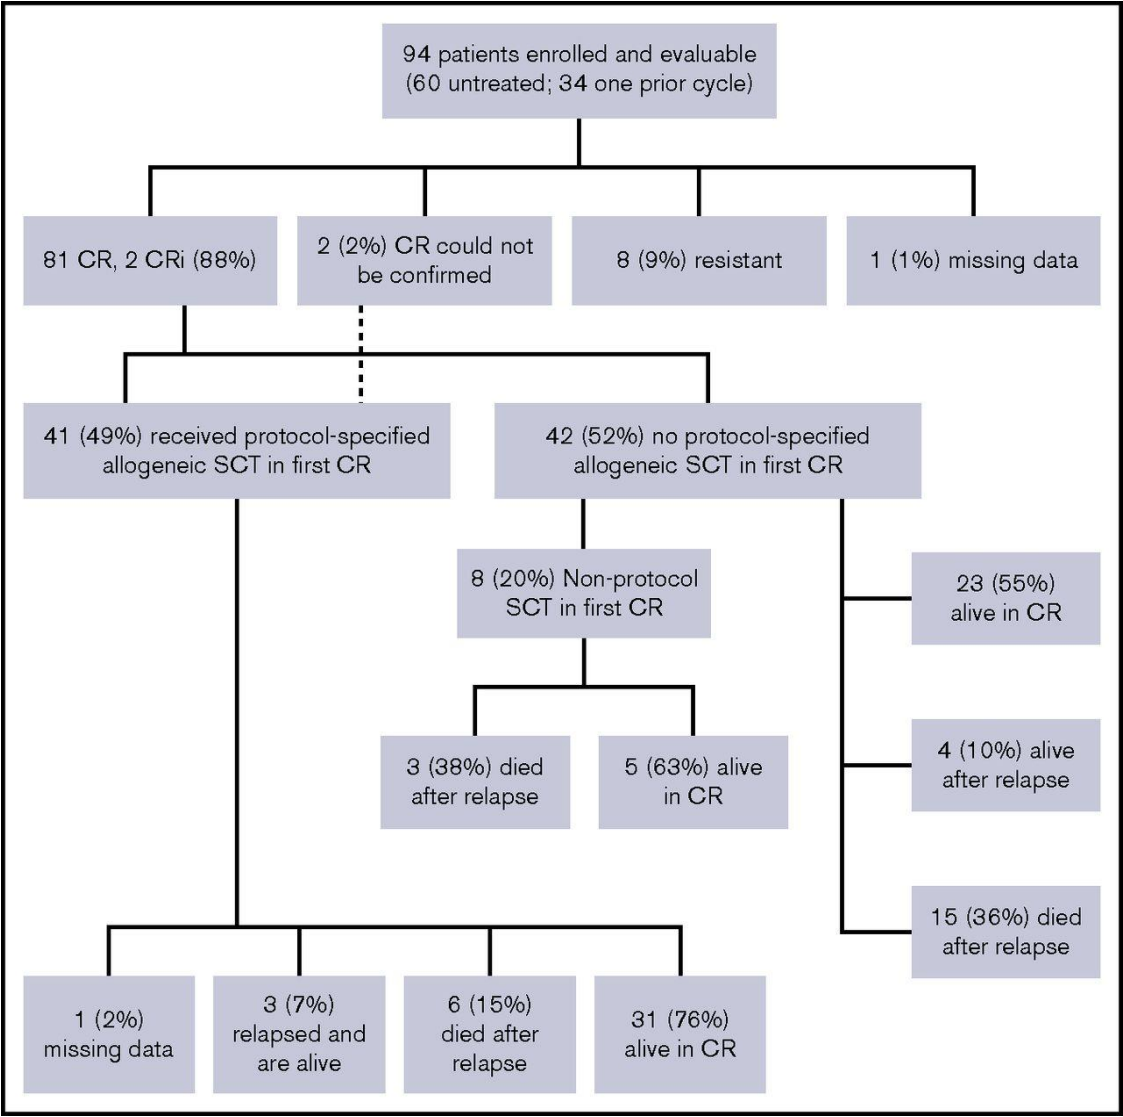 94 patients enrolled and evaluable
(60 untreated; 34 one prior cycle)
81 CR, 2 CRi (88%)
2 (2%) CR could not
be confirmed
8 (9%) resistant
1 (1%) missing data
41 (49%) received protocol-specified
allogeneic SCT in first CR
42 (52%) no protocol-specified
allogeneic SCT in first CR
8 (20%) Non-protocol
SCT in first CR
23 (55%)
alive in CR
3 (38%) died
after relapse
5 (63%) alive
in CR
4 (10%) alive
after relapse
15 (36%) died
after relapse
1 (2%)
missing data
3 (7%)
relapsed and
are alive
6 (15%)
died after
relapse
31 (76%)
alive in CR